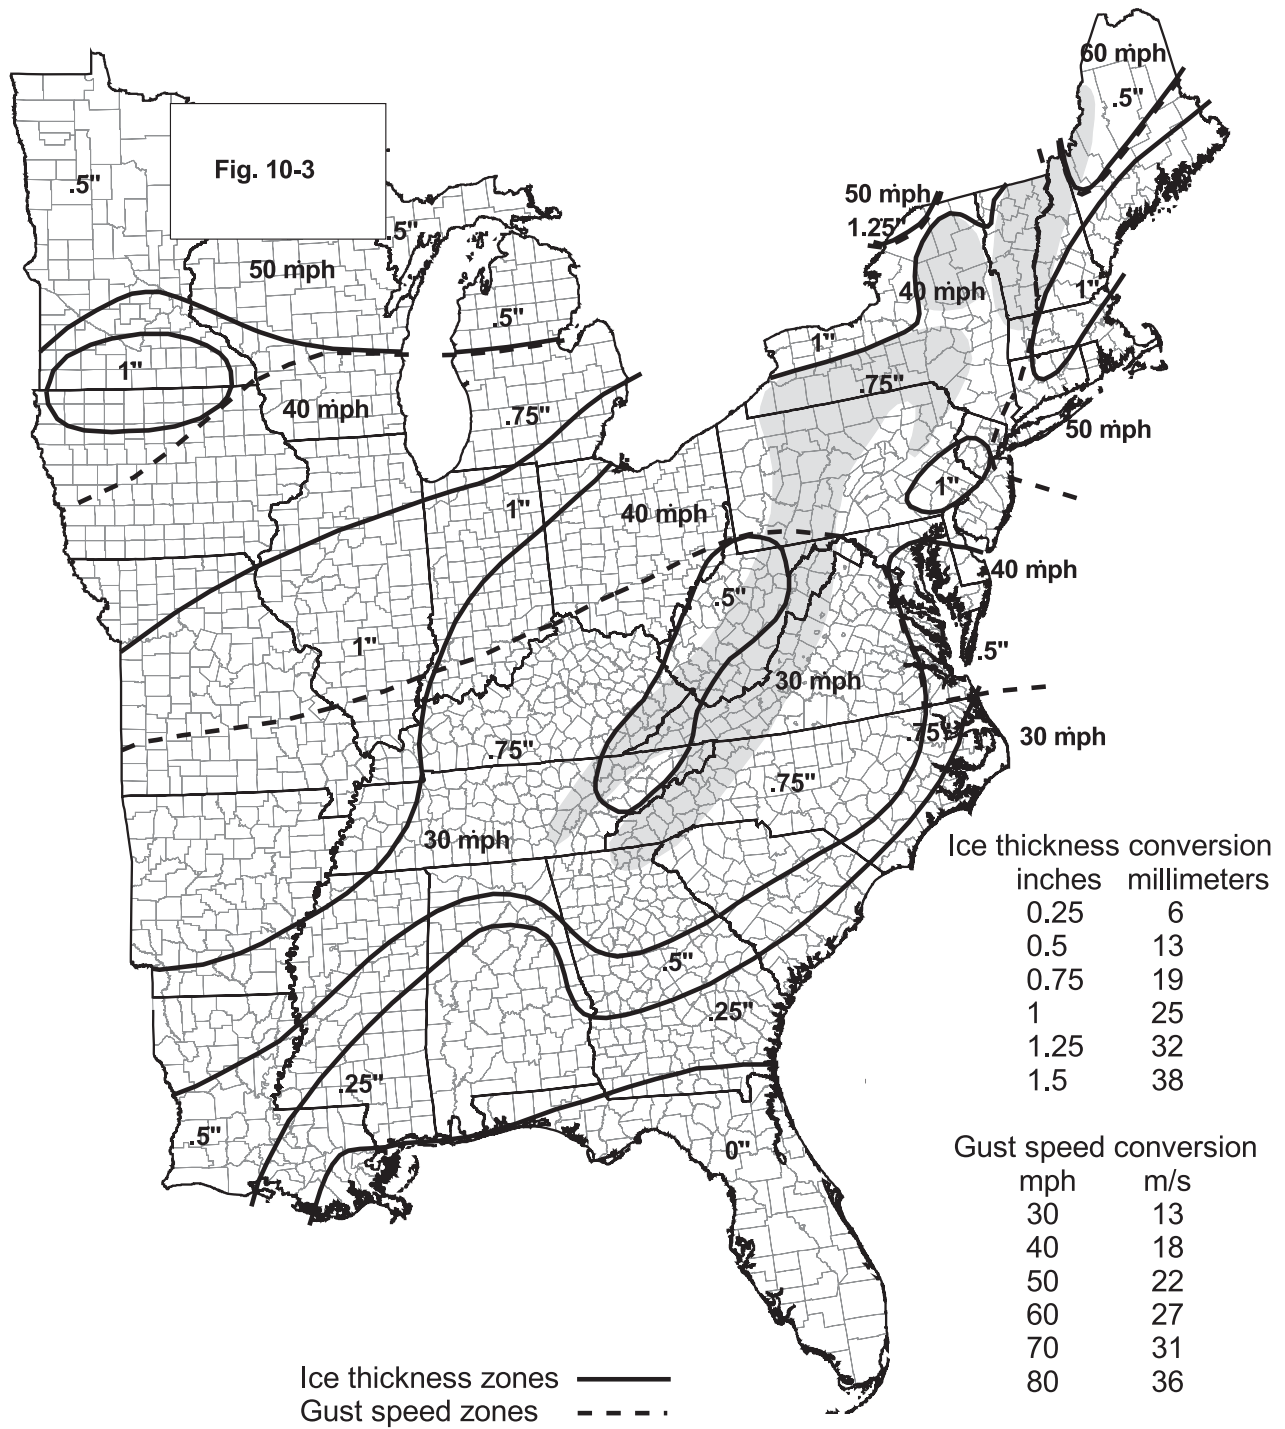 60 mph
.5"
Fig. 10-3
.5"
50 mph
1.25"
.5"
50 mph
40 mph
1"
.5"
1"
1"
.75"
40 mph
.75"
50 mph
1"
1"
40 mph
40 mph
.5"
1"
.5"
30 mph
.75"
30 mph
.75"
.75"
30 mph
.5"
.25"
.25"
.5"
0"
Ice thickness conversion
inches millimeters
0.25 6
0.5 13
0.75 19
1 25
1.25 32
1.5 38
Gust speed conversion
mph m/s
30 13
40 18
50 22
60 27
70 31
80 36
Ice thickness zones
Gust speed zones